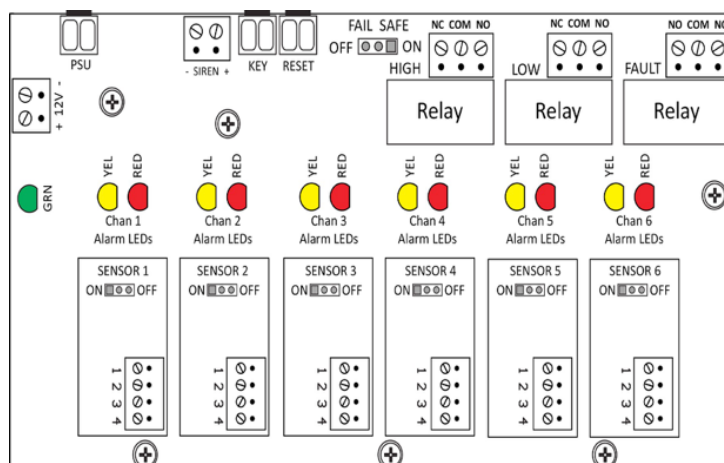 FAIL SAFE
NC COM NO
NC COM NO
NO COM NC
PSU
- SIREN +
KEY
RESET
OFF ON
HIGH
LOW
FAULT
+ 12V -
Relay
Relay
Relay
GRN
YEL RED
YEL RED
YEL RED
YEL RED
YEL RED
YEL RED
Chan 1
Alarm LEDs
Chan 2
Alarm LEDs
Chan 3
Alarm LEDs
Chan 4
Alarm LEDs
Chan 5
Alarm LEDs
Chan 6
Alarm LEDs
SENSOR 1
ON OFF
1
2
3
4
SENSOR 2
ON OFF
1
2
3
4
SENSOR 3
ON OFF
1
2
3
4
SENSOR 4
ON OFF
1
2
3
4
SENSOR 5
ON OFF
1
2
3
4
SENSOR 6
ON OFF
1
2
3
4